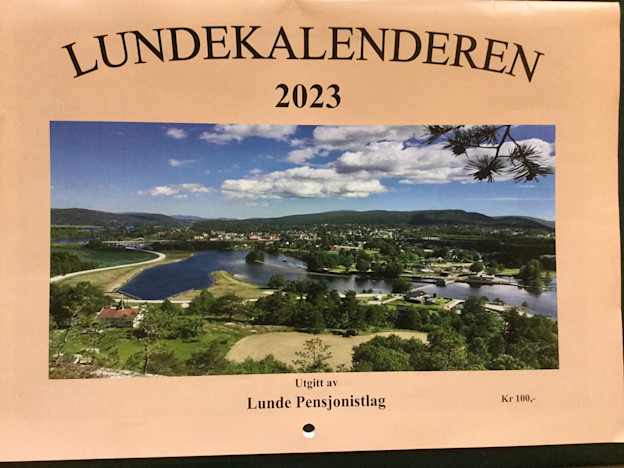 LUNDEKALENDEREN
2023
Utgitt av
Lunde Pensjonistlag
Kr 100,-